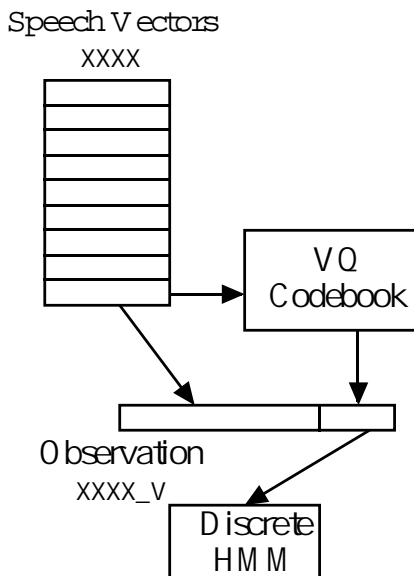 Speech Vectors
XXXX
VQ
Codebook
Observation
XXXX_V
Discrete
HMM